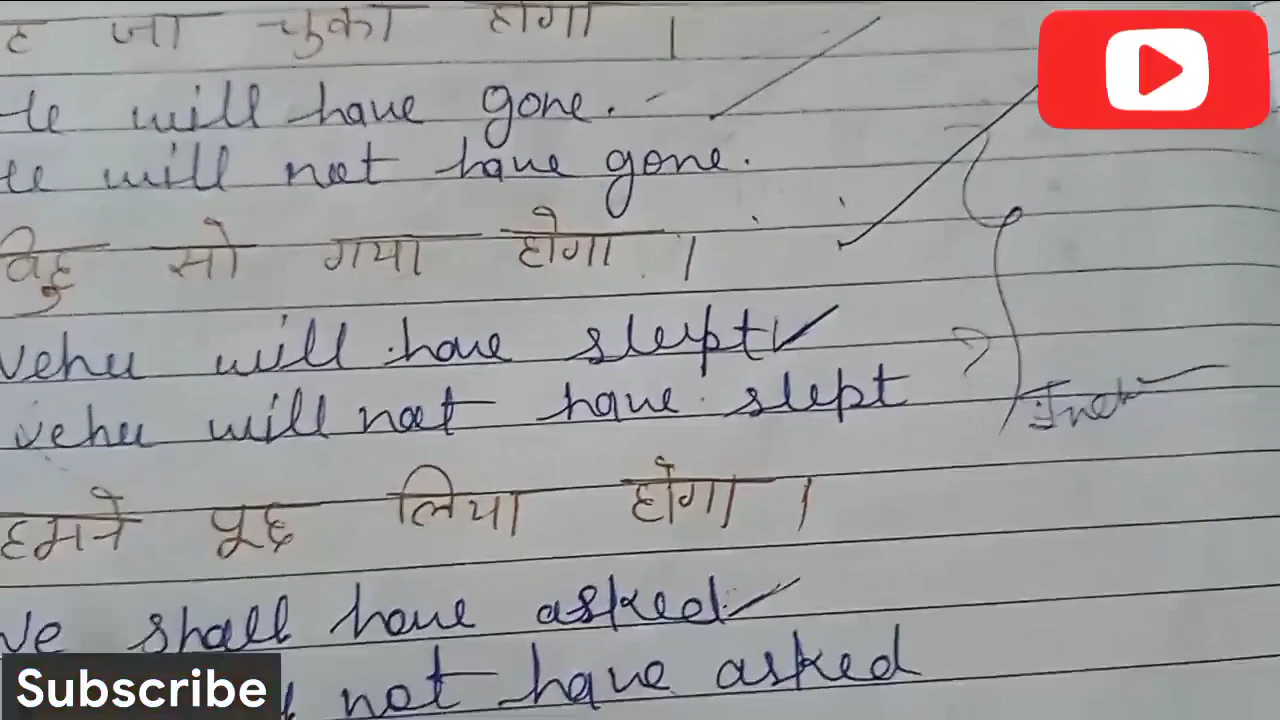 ह जा चुका होगा ।
He will have gone.
He will not have gone.
विहु सो गया होगा ।
vehu will have slept
vehu will not have slept
हमने पूछ लिया होगा ।
We shall have asked
not have asked
Subscribe